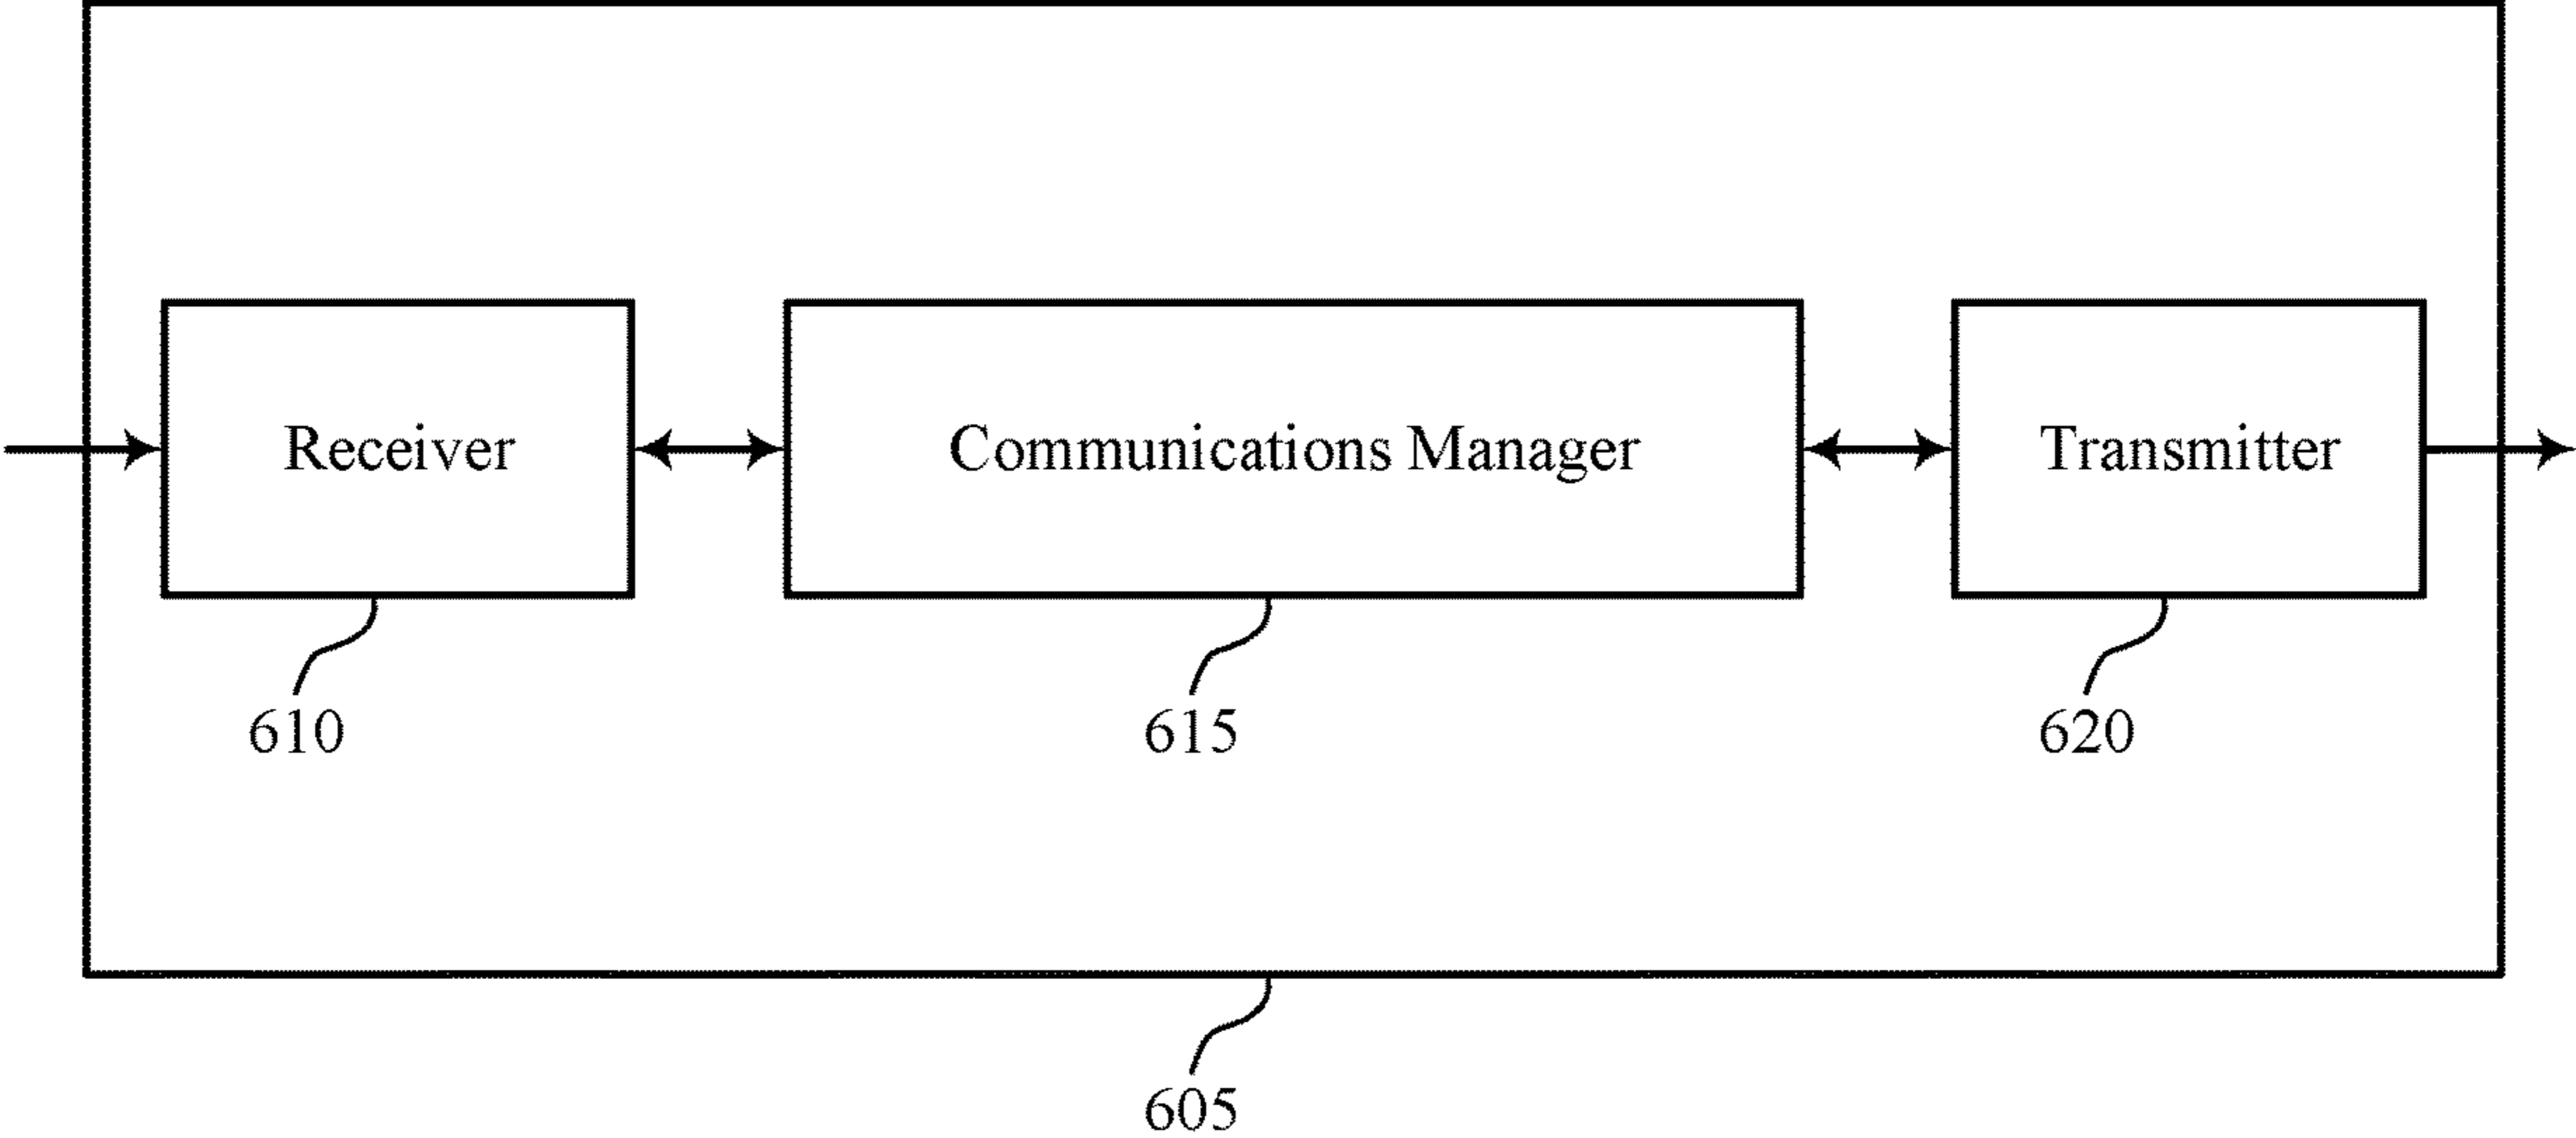 Receiver
Communications Manager
Transmitter
610
615
620
605